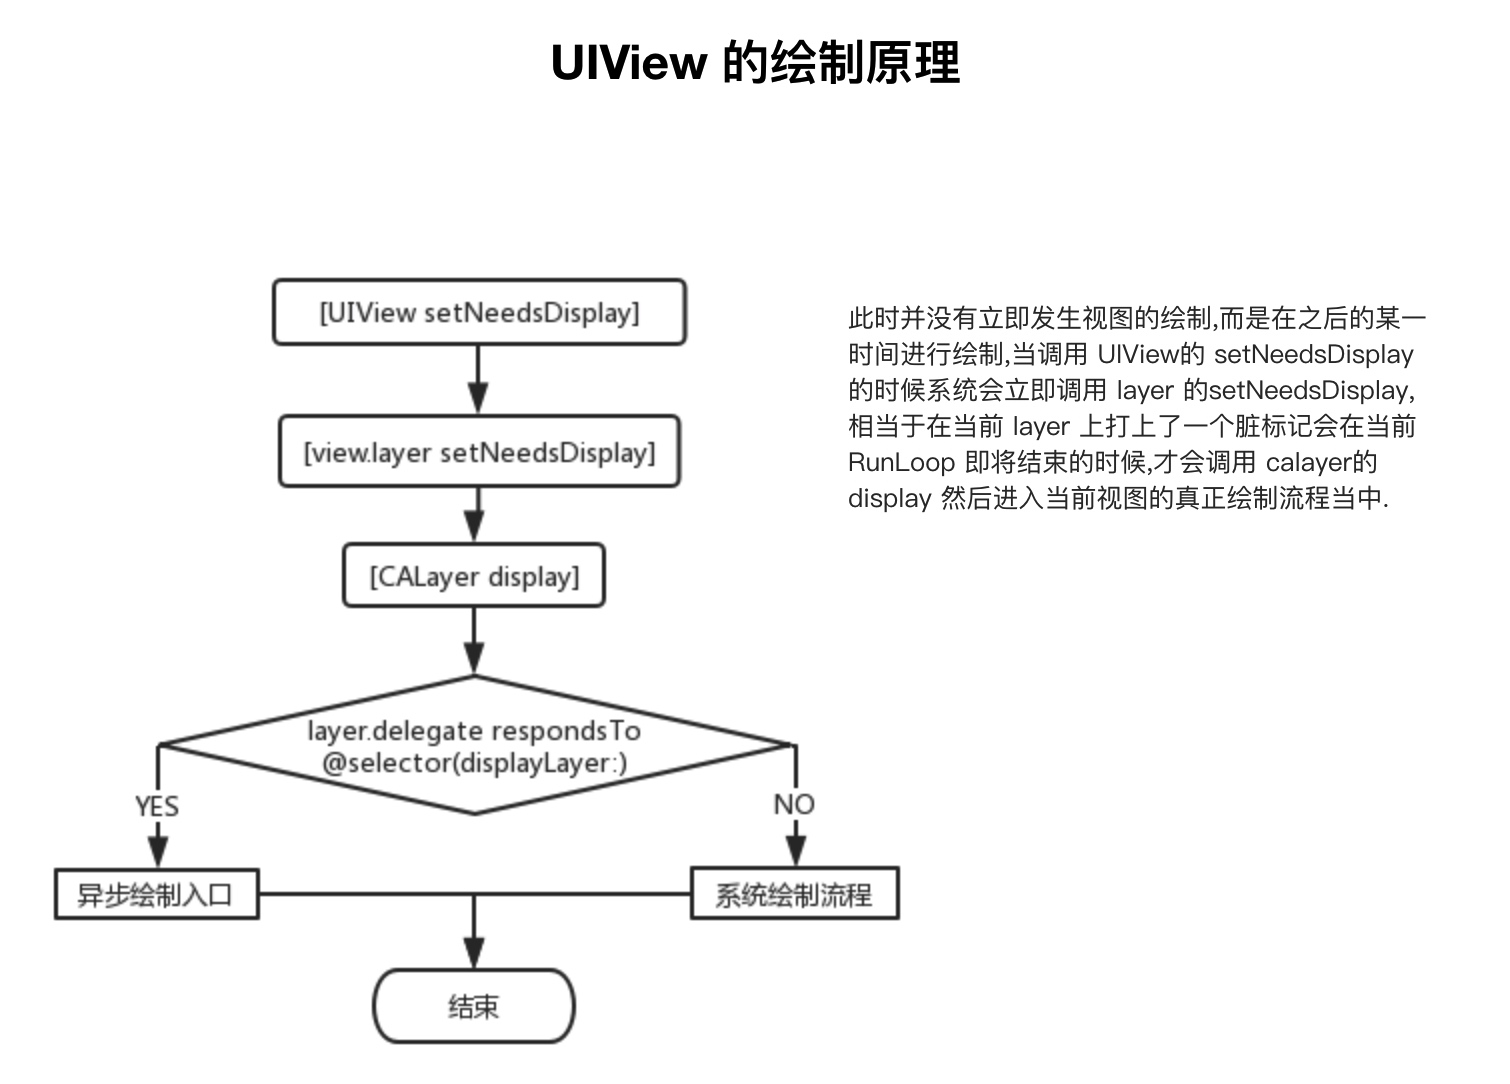 UIView 的绘制原理
[UIView setNeedsDisplay]
[view.layer setNeedsDisplay]
[CALayer display]
layer.delegate respondsTo
@selector(displayLayer:)
YES
NO
异步绘制入口
系统绘制流程
结束
此时并没有立即发生视图的绘制,而是在之后的某一
时间进行绘制,当调用 UIView的 setNeedsDisplay
的时候系统会立即调用 layer 的setNeedsDisplay,
相当于在当前 layer 上打上了一个脏标记会在当前
RunLoop 即将结束的时候,才会调用 calayer的
display 然后进入当前视图的真正绘制流程当中.